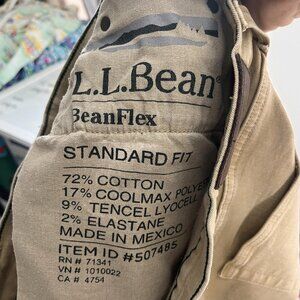 L.L.Bean®
BeanFlex
STANDARD FIT
72% COTTON
17% COOLMAX POLYE
9% TENCEL LYOCELL
2% ELASTANE
MADE IN MEXICO
ITEM ID #507485
RN # 71341
VN # 1010022
CA # 4754